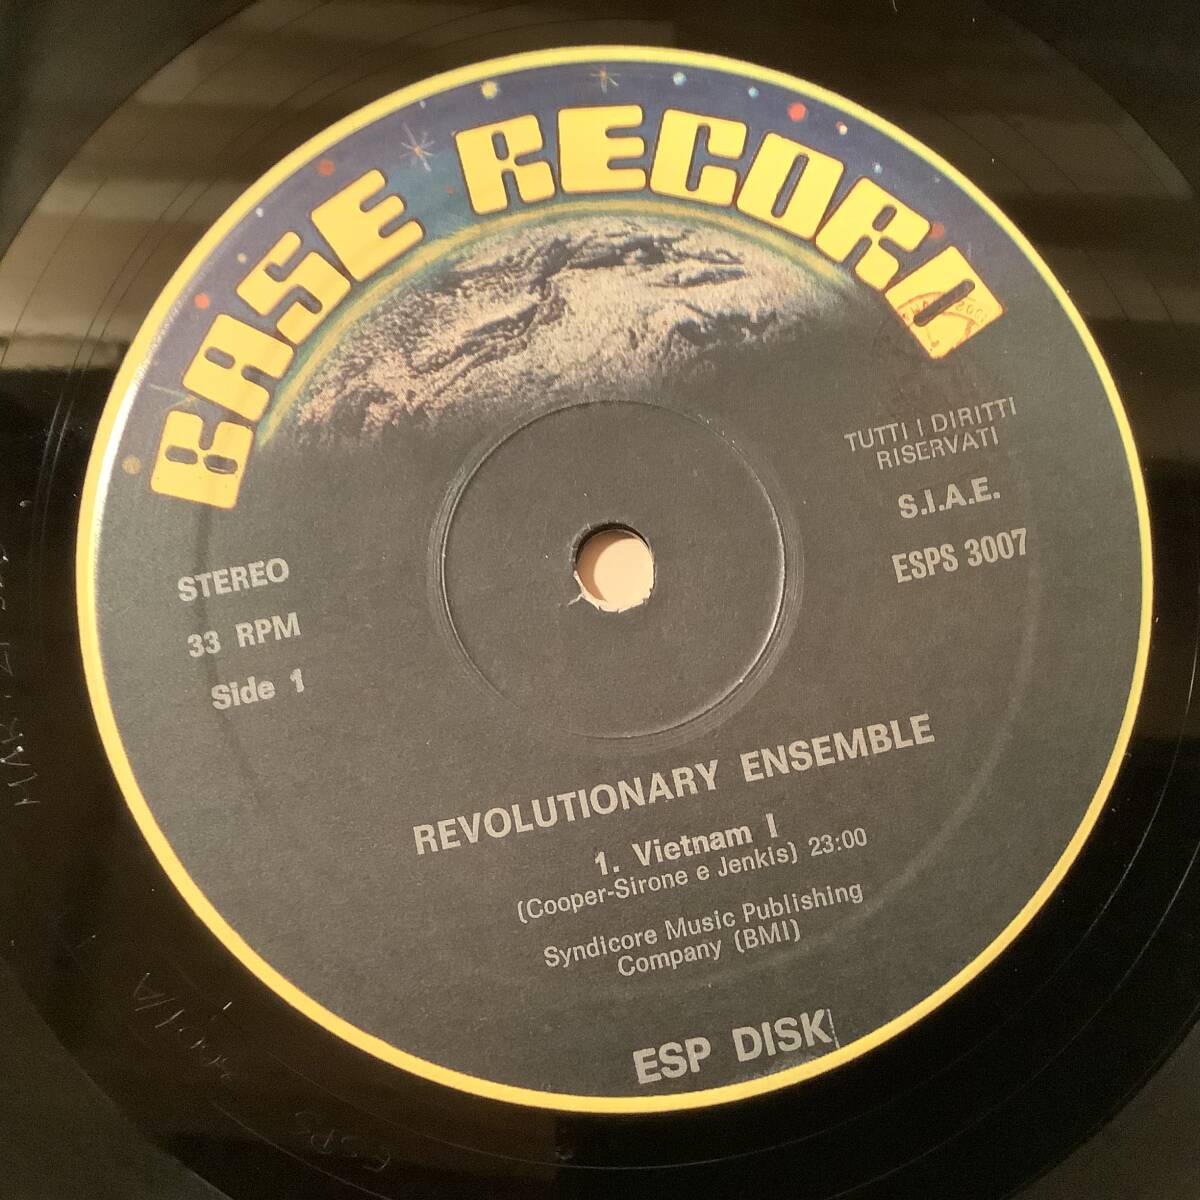 BASE RECORD
TUTTI I DIRITTI
RISERVATI
S.I.A.E.
ESPS 3007
STEREO
33 RPM
Side 1
REVOLUTIONARY ENSEMBLE
1. Vietnam I
(Cooper-Sirone e Jenkis) 23:00
Syndicore Music Publishing
Company (BMI)
ESP DISK